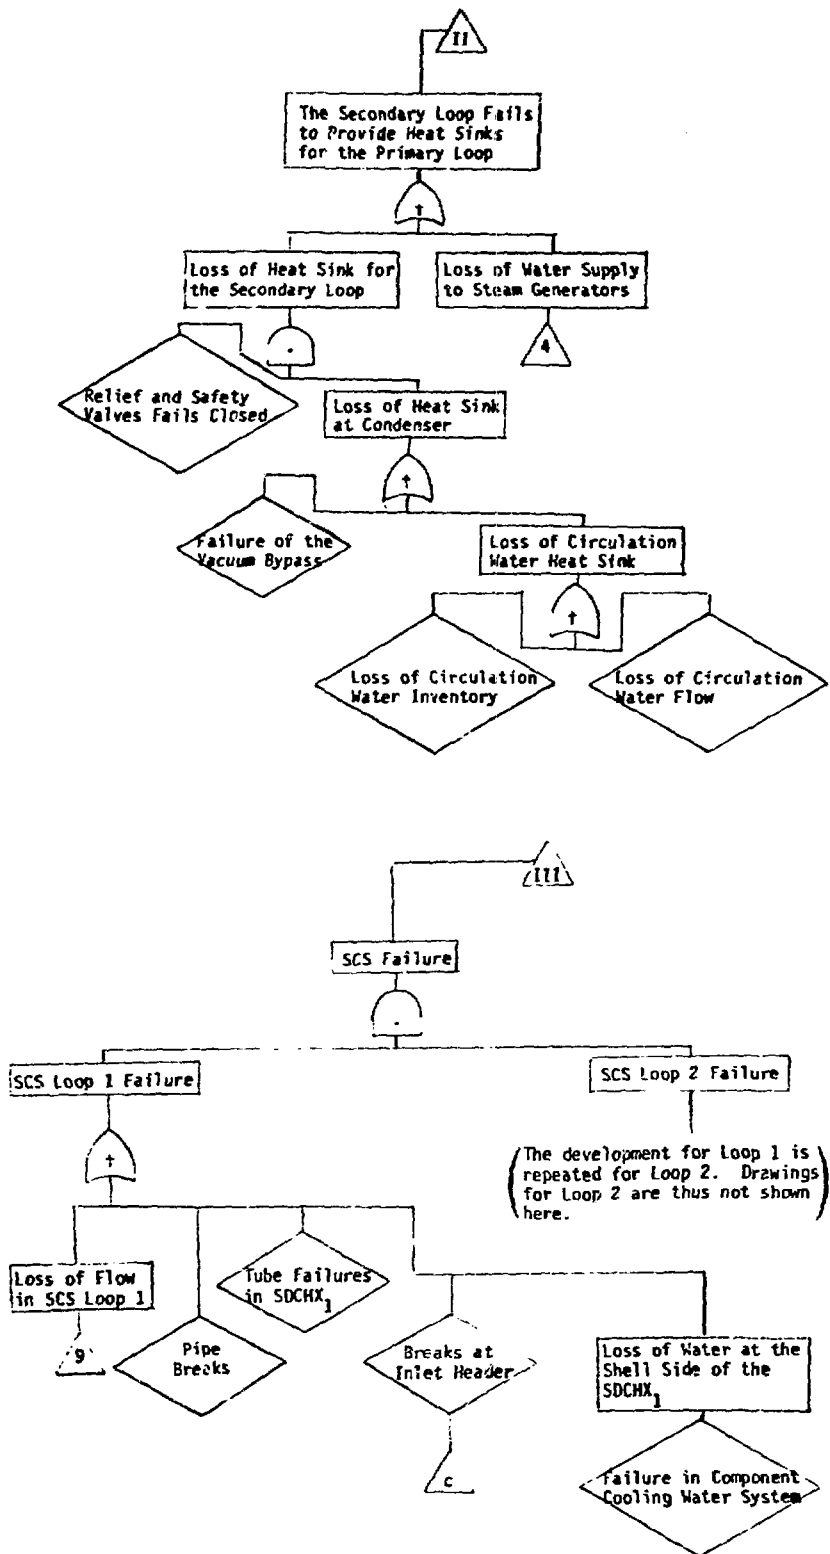 II
The Secondary Loop Fails
to Provide Heat Sinks
for the Primary Loop
+
Loss of Heat Sink for
the Secondary Loop
Loss of Water Supply
to Steam Generators
.
4
Relief and Safety
Valves Fails Closed
Loss of Heat Sink
at Condenser
+
Failure of the
Vacuum Bypass
Loss of Circulation
Water Heat Sink
+
Loss of Circulation
Water Inventory
Loss of Circulation
Water Flow
III
SCS Failure
.
SCS Loop 1 Failure
SCS Loop 2 Failure
+
(The development for Loop 1 is
repeated for Loop 2. Drawings
for Loop 2 are thus not shown
here.)
Loss of Flow
in SCS Loop 1
9
Pipe
Breaks
Tube Failures
in SDCHX1
Breaks at
Inlet Header
C
Loss of Water at the
Shell Side of the
SDCHX1
Failure in Component
Cooling Water System